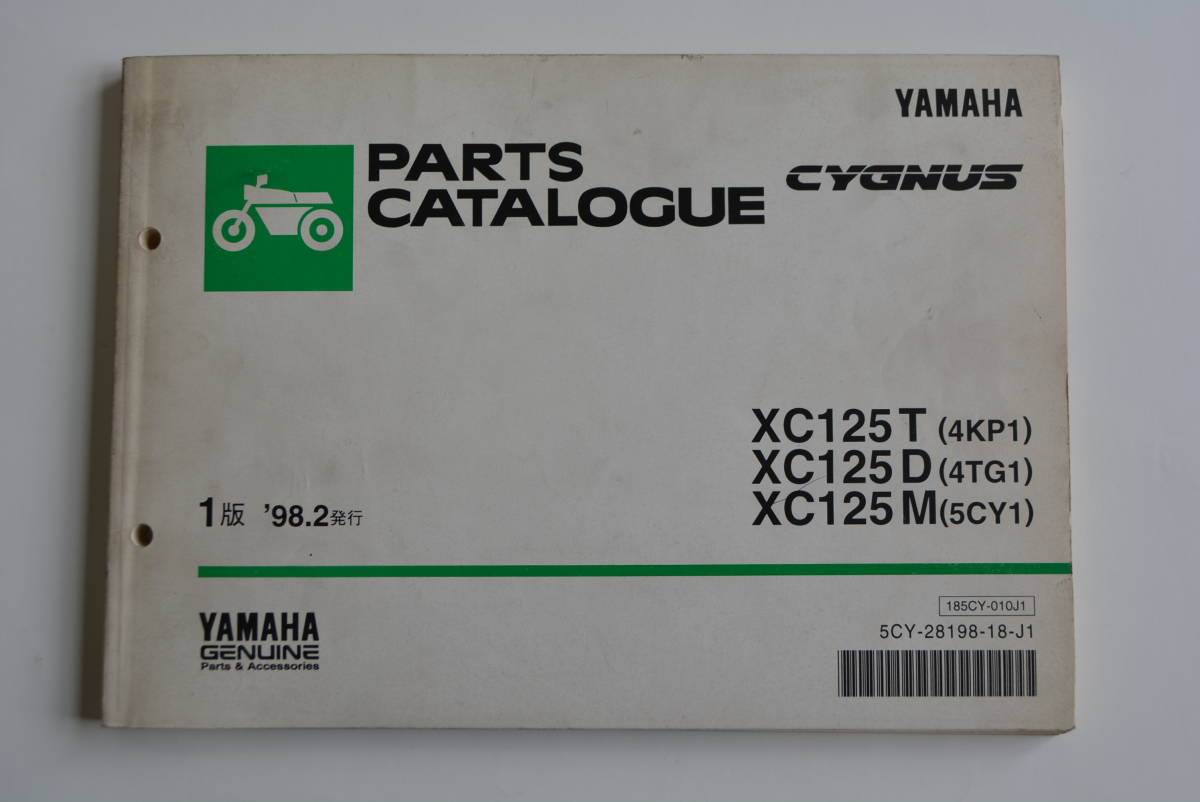 YAMAHA
PARTS
CATALOGUE
CYGNUS
XC125T (4KP1)
XC125D (4TG1)
XC125M (5CY1)
1版 '98.2発行
YAMAHA
GENUINE
Parts & Accessories
185CY-010J1
5CY-28198-18-J1